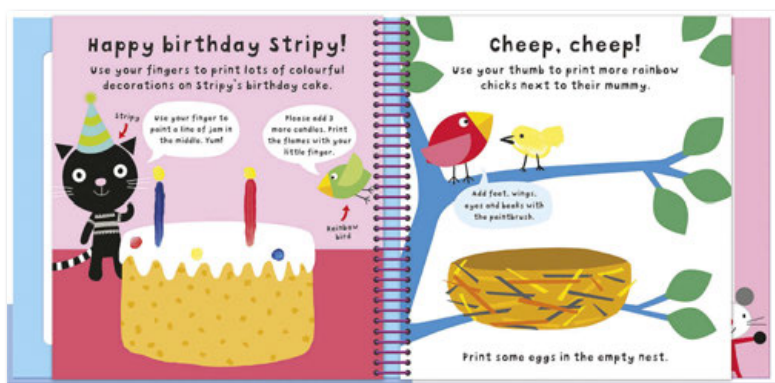 Happy birthday Stripy!
Use your fingers to print lots of colourful
decorations on Stripy's birthday cake.
Stripy
Use your finger to
paint a line of jam in
the middle. Yum!
Please add 3
more candles. Print
the flames with your
little finger.
Rainbow
bird
Cheep, cheep!
Use your thumb to print more rainbow
chicks next to their mummy.
Add feet, wings,
eyes and beaks with
the paintbrush.
Print some eggs in the empty nest.